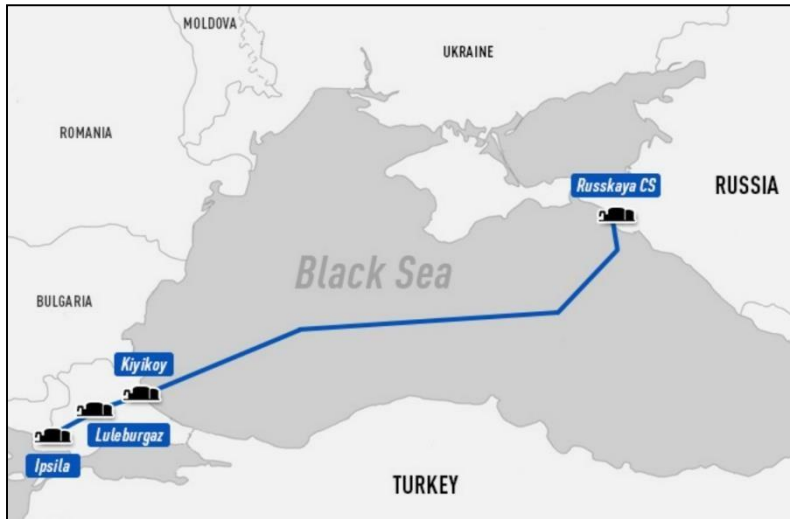 MOLDOVA
UKRAINE
ROMANIA
Russkaya CS
RUSSIA
Black Sea
BULGARIA
Kiyikoy
Luleburgaz
Ipsila
TURKEY